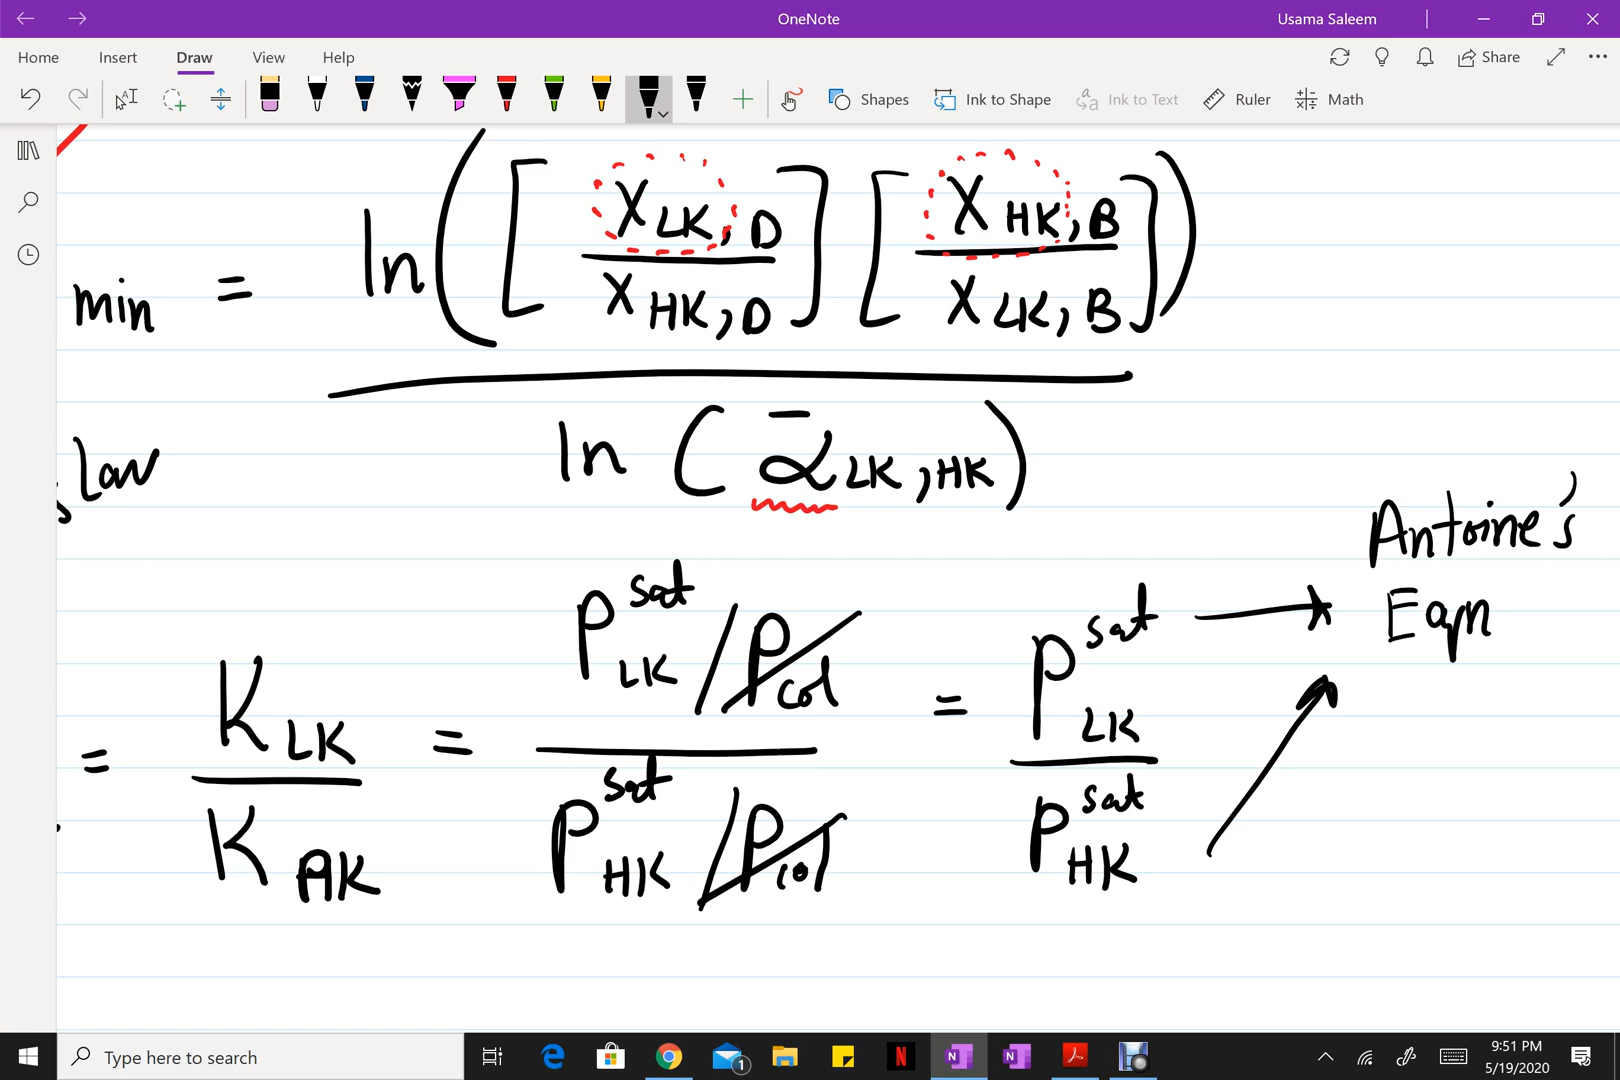 OneNote
Usama Saleem
Home Insert Draw View Help
Share
Shapes Ink to Shape Ink to Text Ruler Math
min = ln([X LK, D / X HK, D] [X HK, B / X LK, B])
ln (ᾱ LK, HK)
Law
Antoine's
Eqn
= K LK / K HK = P sat LK / P col / P sat HK / P col = P sat LK / P sat HK
Type here to search
1
9:51 PM
5/19/2020